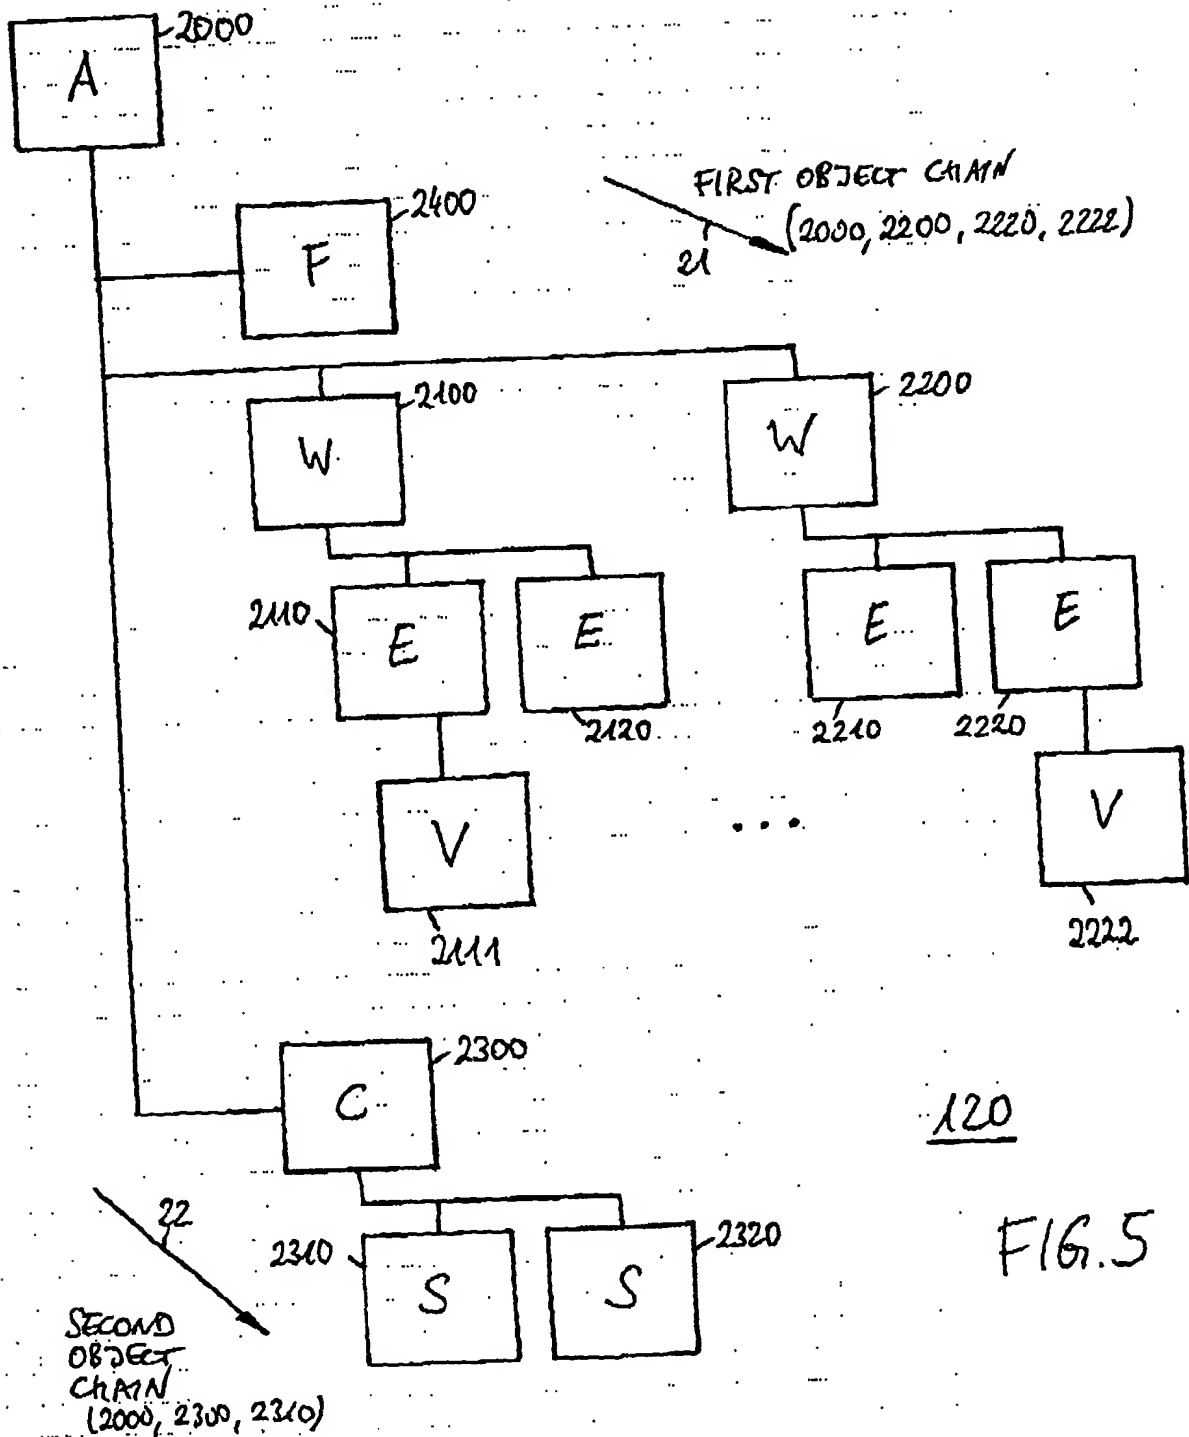 2000
A
FIRST OBJECT CHAIN
(2000, 2200, 2220, 2222)
21
2400
F
2100
W
2200
W
2110
E
E
2120
E
2210
E
2220
V
2111
...
V
2222
2300
C
120
22
2310
S
S
2320
FIG. 5
SECOND
OBJECT
CHAIN
(2000, 2300, 2310)